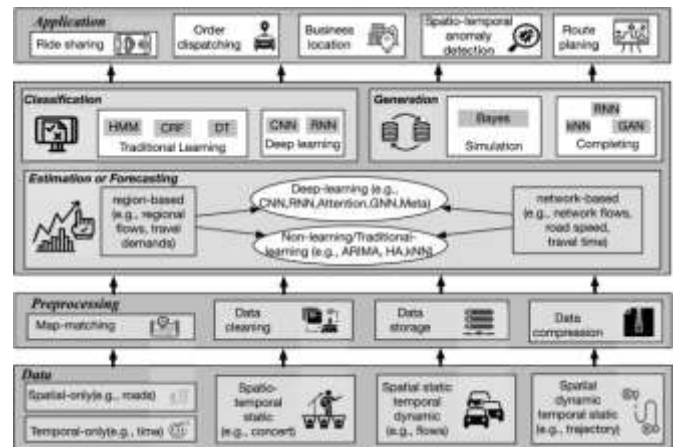 Application
Ride sharing
Order
dispatching
Business
location
Spatio-temporal
anomaly
detection
Route
planing
Classification
HMM CRF DT
Traditional Learning
CNN RNN
Deep learning
Generation
Bayes
Simulation
RNN
kNN GAN
Completing
Estimation or Forecasting
region-based
(e.g., regional
flows, travel
demands)
Deep-learning (e.g.,
CNN,RNN,Attention,GNN,Meta)
Non-learning/Traditional-
learning (e.g., ARIMA, HA,kNN)
network-based
(e.g., network flows,
road speed,
travel time)
Preprocessing
Map-matching
Data
cleaning
Data
storage
Data
compression
Data
Spatial-only(e.g., roads)
Temporal-only(e.g., time)
Spatio-
temporal
static
(e.g., concert)
Spatial static
temporal
dynamic
(e.g., flows)
Spatial
dynamic
temporal static
(e.g., trajectory)